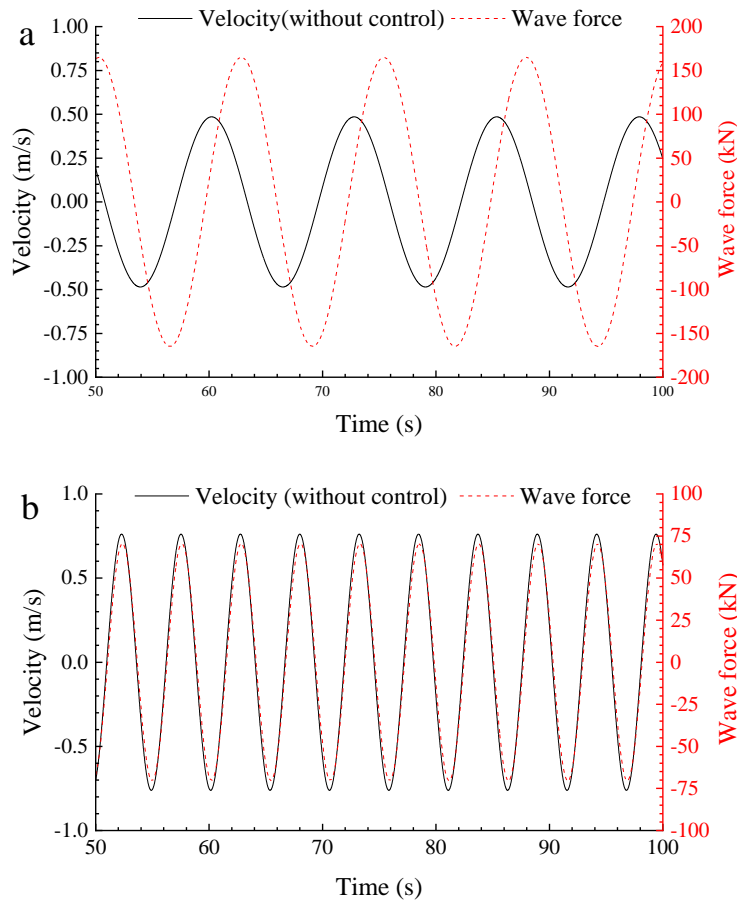 a
Velocity(without control) Wave force
1.00
0.75
0.50
0.25
0.00
-0.25
-0.50
-0.75
-1.00
Velocity (m/s)
200
150
100
50
0
-50
-100
-150
-200
Wave force (kN)
50 60 70 80 90 100
Time (s)
b
Velocity (without control) Wave force
1.0
0.5
0.0
-0.5
-1.0
Velocity (m/s)
100
75
50
25
0
-25
-50
-75
-100
Wave force (kN)
50 60 70 80 90 100
Time (s)